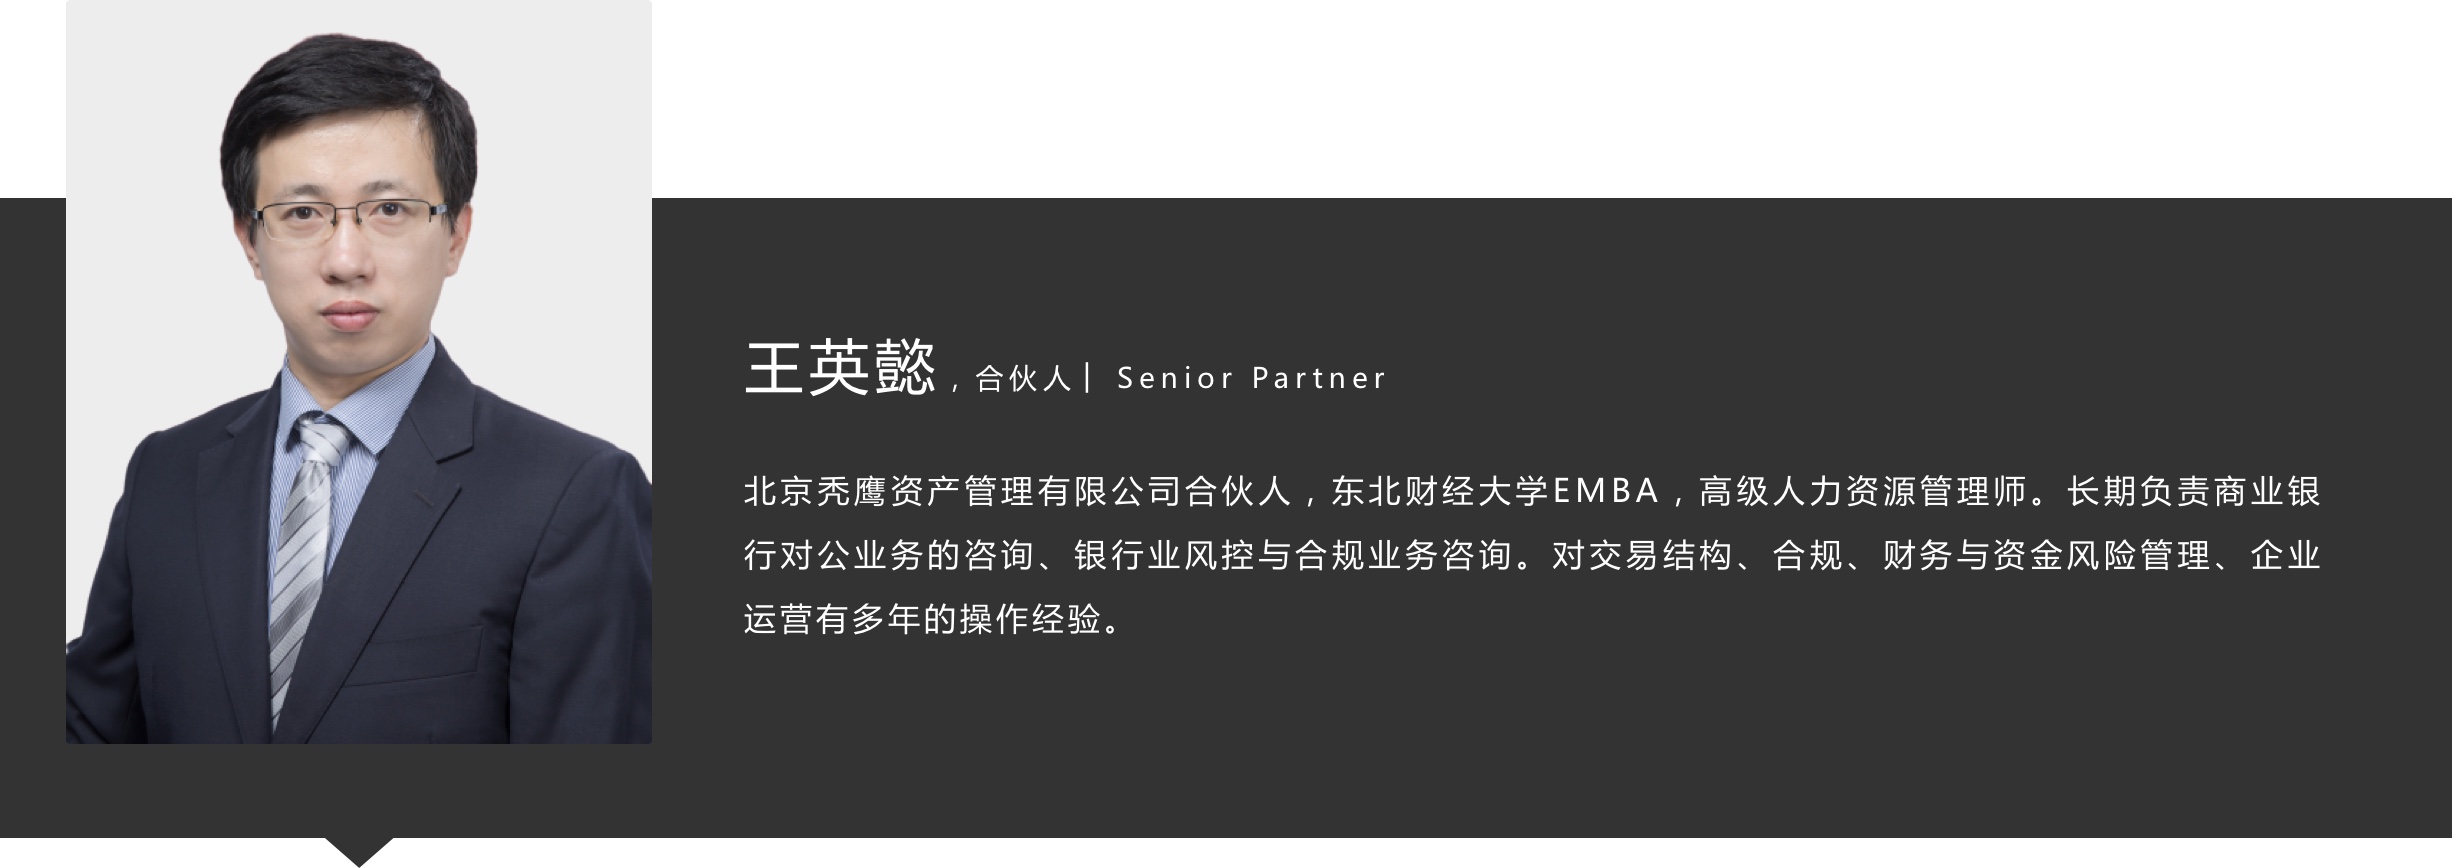 王英懿，合伙人| Senior Partner
北京秃鹰资产管理有限公司合伙人，东北财经大学EMBA，高级人力资源管理师。长期负责商业银
行对公业务的咨询、银行业风控与合规业务咨询。对交易结构、合规、财务与资金风险管理、企业
运营有多年的操作经验。